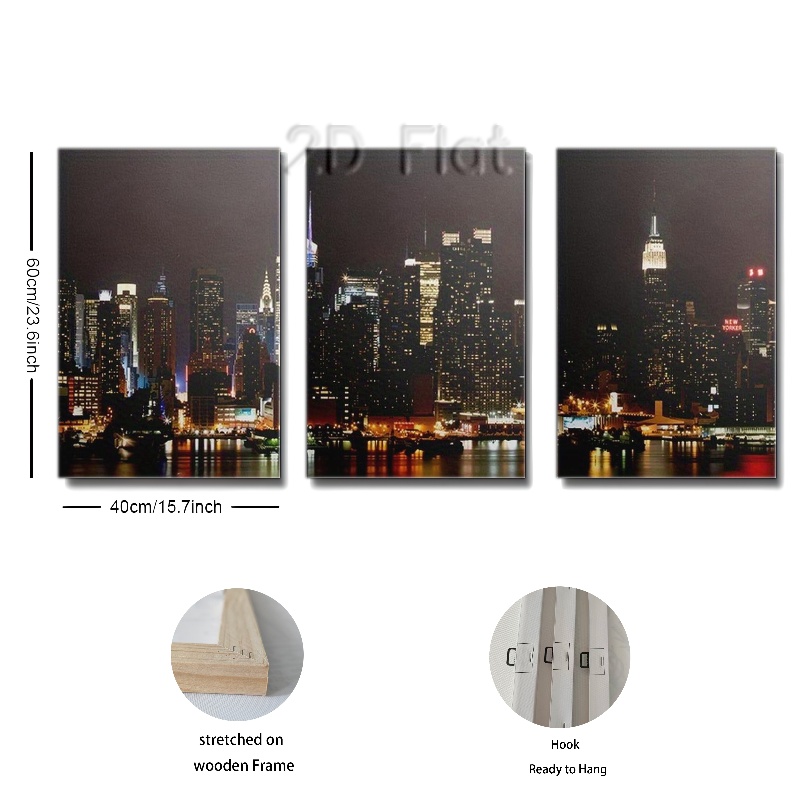 2D Flat
60cm/23.6inch
NEW
YORKER
40cm/15.7inch
stretched on
wooden Frame
Hook
Ready to Hang